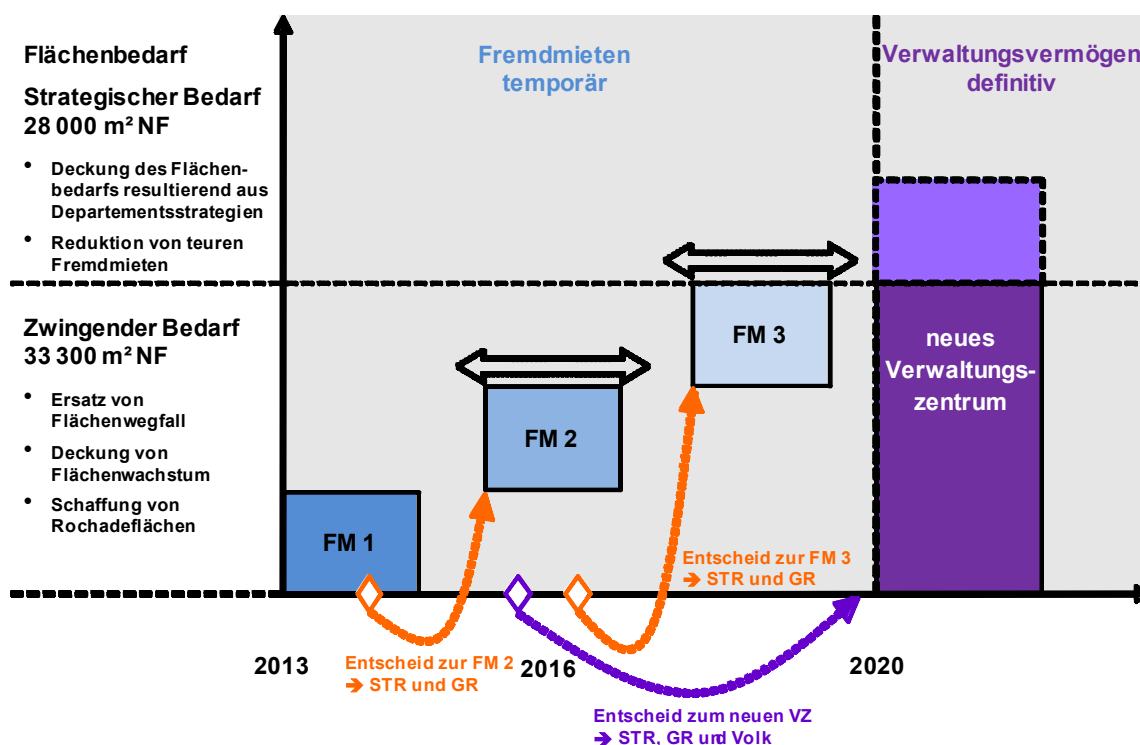 Flächenbedarf
Strategischer Bedarf
28 000 m² NF
• Deckung des Flächen-
bedarfs resultierend aus
Departementsstrategien
• Reduktion von teuren
Fremdmieten
Zwingender Bedarf
33 300 m² NF
• Ersatz von
Flächenwegfall
• Deckung von
Flächenwachstum
• Schaffung von
Rochadeflächen
Fremdmieten
temporär
Verwaltungsvermögen
definitiv
FM 1
FM 2
FM 3
neues
Verwaltungs-
zentrum
Entscheid zur FM 3
➔ STR und GR
2013
Entscheid zur FM 2
➔ STR und GR
2016
2020
Entscheid zum neuen VZ
➔ STR, GR und Volk